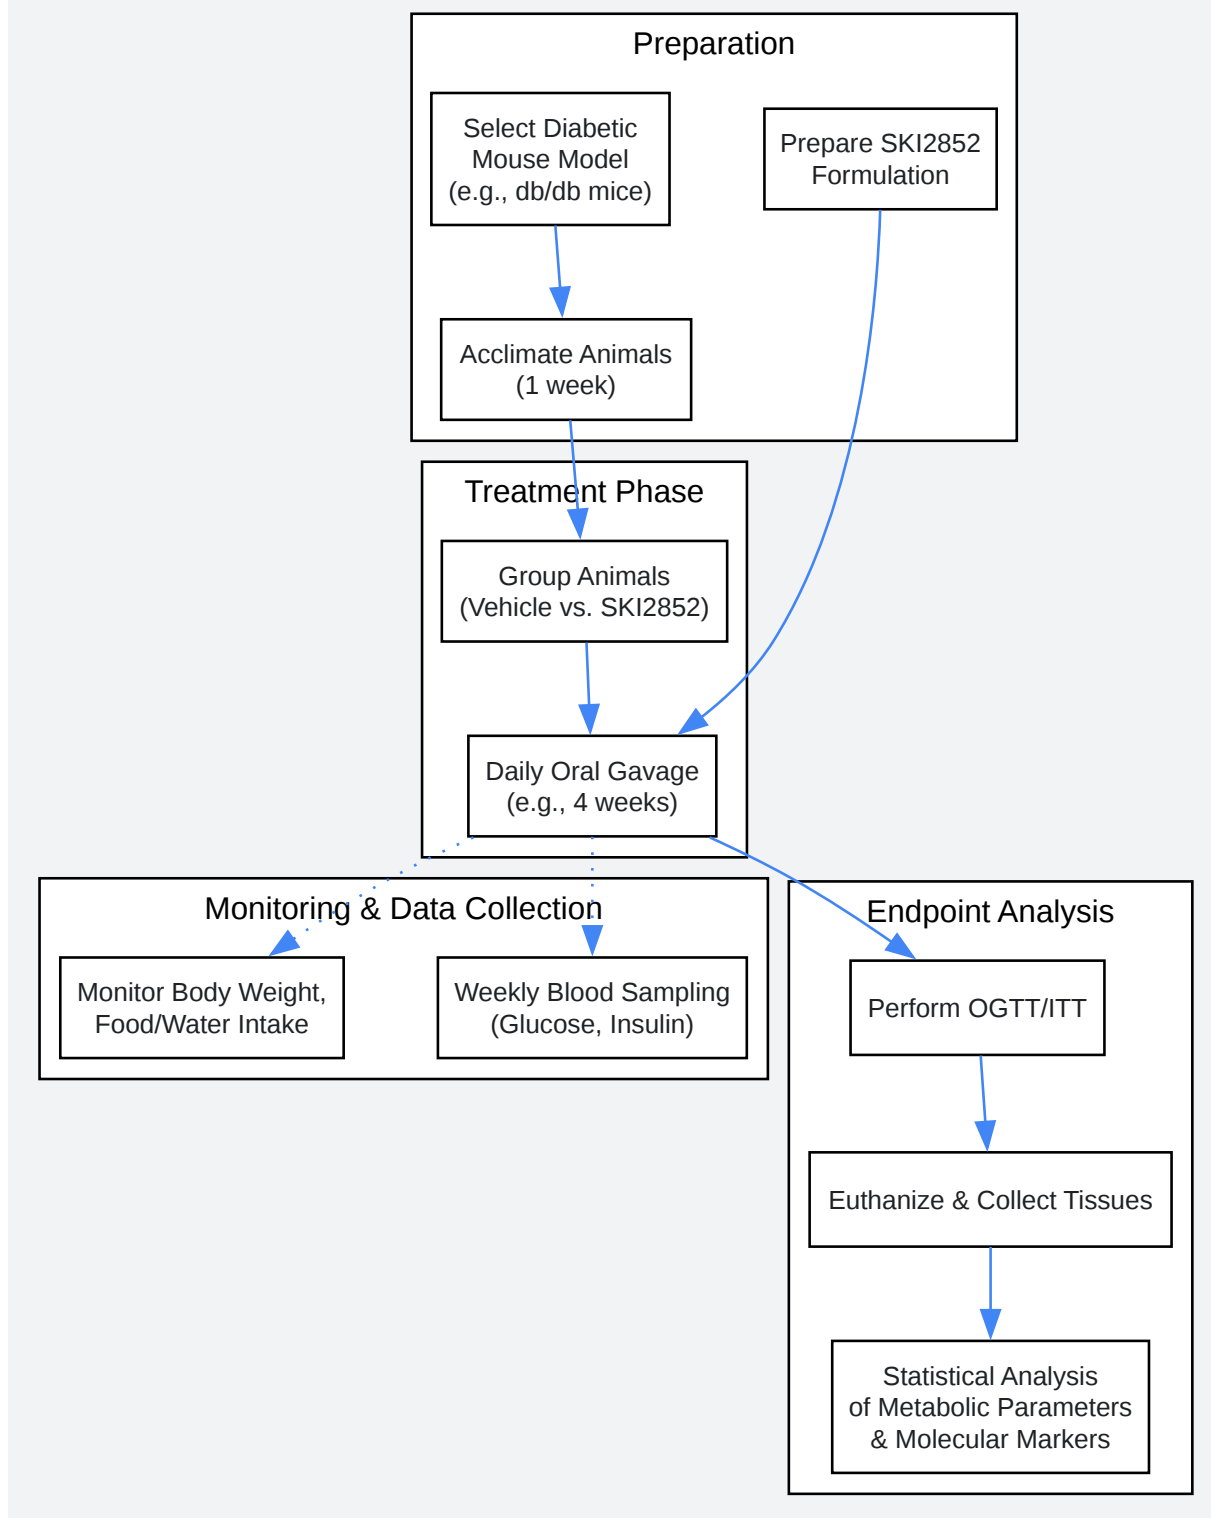 Preparation
Select Diabetic
Mouse Model
(e.g., db/db mice)
Prepare SKI2852
Formulation
Acclimate Animals
(1 week)
Treatment Phase
Group Animals
(Vehicle vs. SKI2852)
Daily Oral Gavage
(e.g., 4 weeks)
Monitoring & Data Collection
Monitor Body Weight,
Food/Water Intake
Weekly Blood Sampling
(Glucose, Insulin)
Endpoint Analysis
Perform OGTT/ITT
Euthanize & Collect Tissues
Statistical Analysis
of Metabolic Parameters
& Molecular Markers